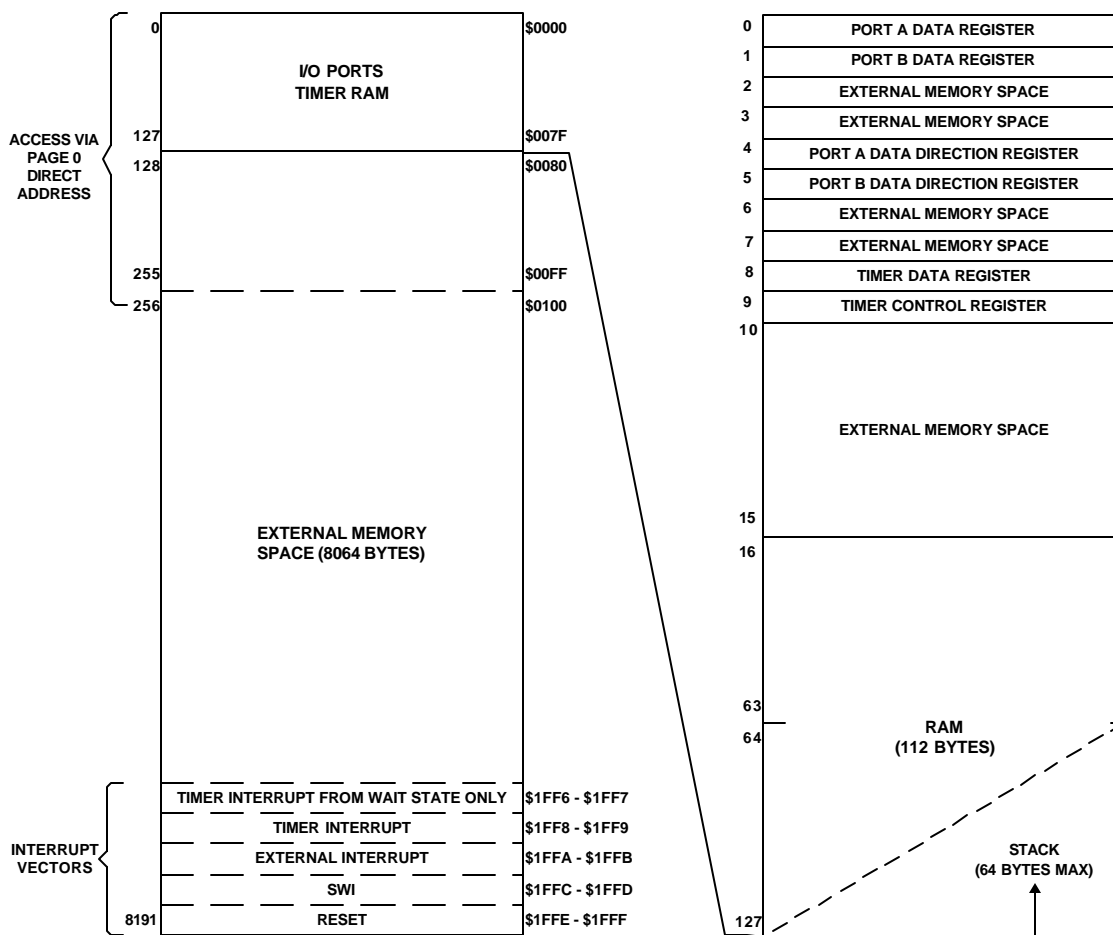 0
$0000
I/O PORTS
TIMER RAM
ACCESS VIA
PAGE 0
DIRECT
ADDRESS
127
$007F
128
$0080
255
$00FF
256
$0100
EXTERNAL MEMORY
SPACE (8064 BYTES)
INTERRUPT
VECTORS
TIMER INTERRUPT FROM WAIT STATE ONLY
$1FF6 - $1FF7
TIMER INTERRUPT
$1FF8 - $1FF9
EXTERNAL INTERRUPT
$1FFA - $1FFB
SWI
$1FFC - $1FFD
8191
RESET
$1FFE - $1FFF
0
PORT A DATA REGISTER
1
PORT B DATA REGISTER
2
EXTERNAL MEMORY SPACE
3
EXTERNAL MEMORY SPACE
4
PORT A DATA DIRECTION REGISTER
5
PORT B DATA DIRECTION REGISTER
6
EXTERNAL MEMORY SPACE
7
EXTERNAL MEMORY SPACE
8
TIMER DATA REGISTER
9
TIMER CONTROL REGISTER
10
EXTERNAL MEMORY SPACE
15
16
63
64
RAM
(112 BYTES)
STACK
(64 BYTES MAX)
127